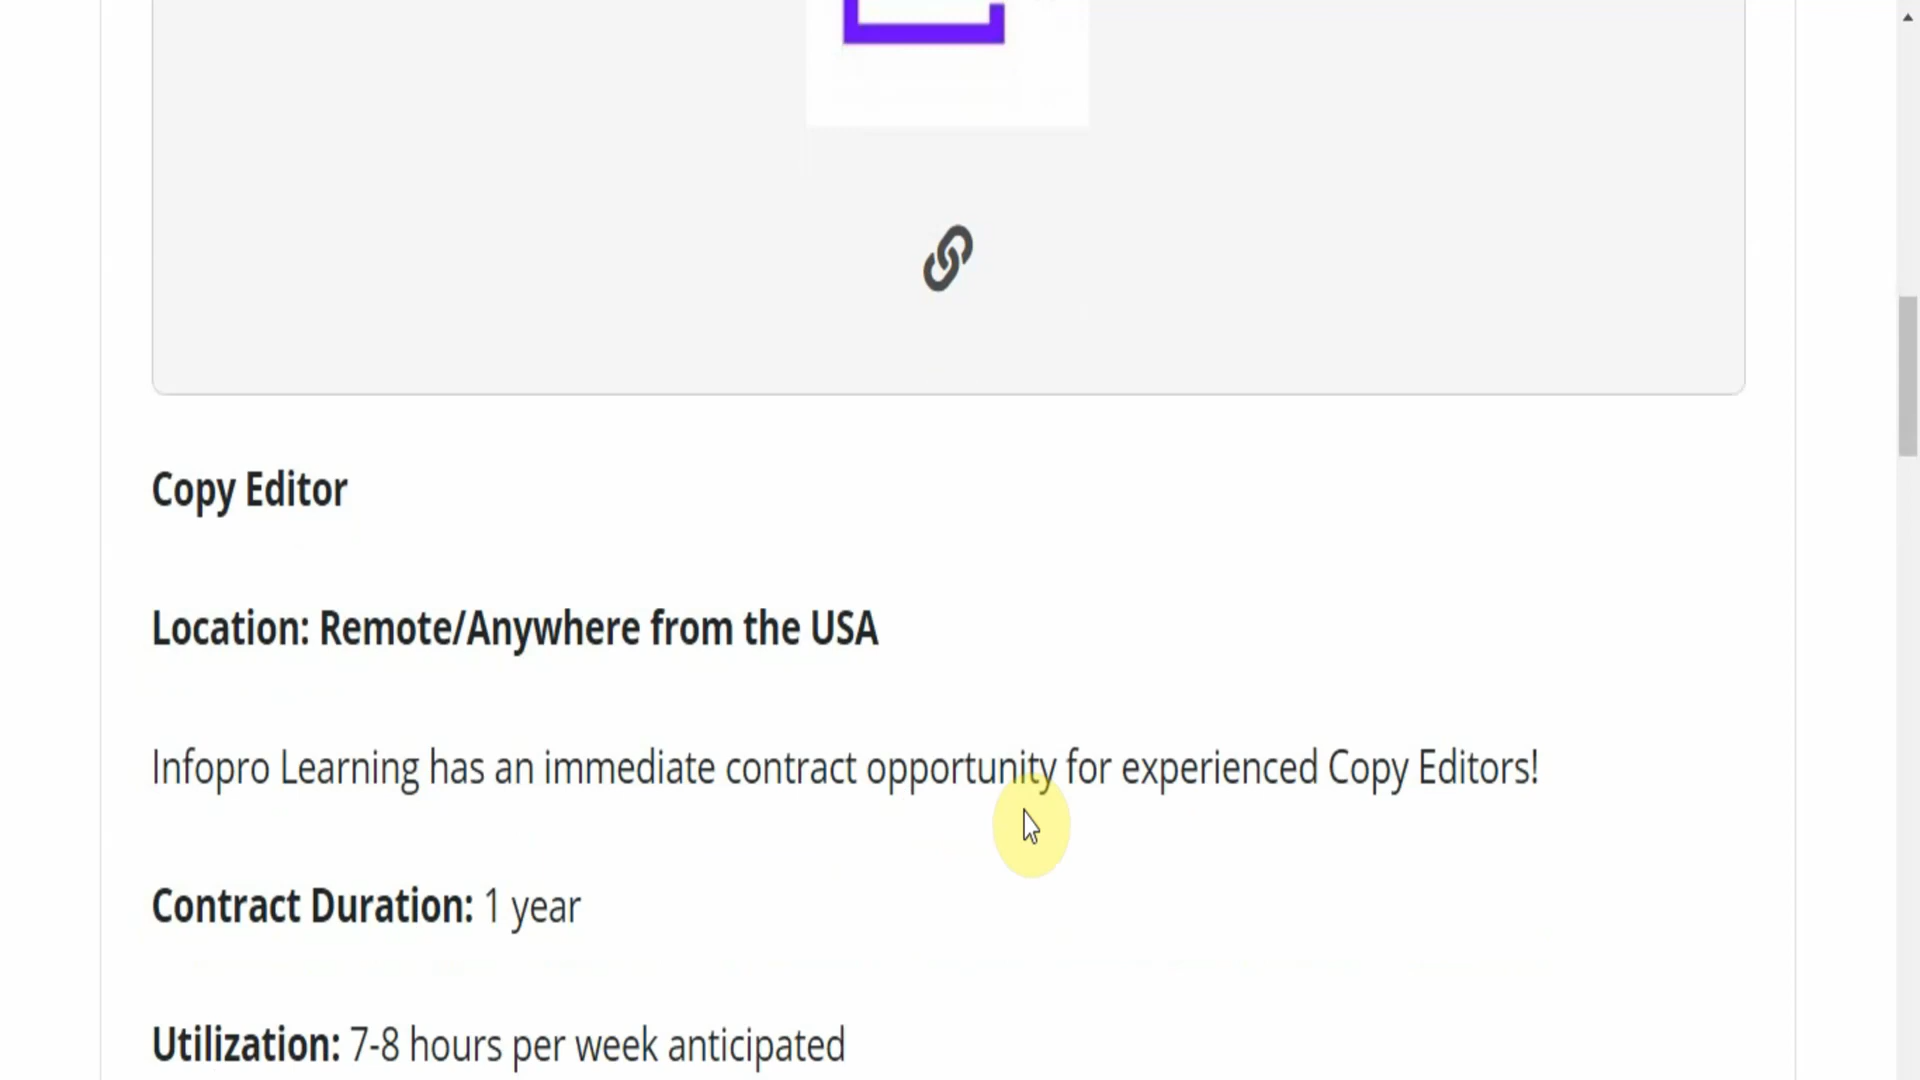 Copy Editor
Location: Remote/Anywhere from the USA
Infopro Learning has an immediate contract opportunity for experienced Copy Editors!
Contract Duration: 1 year
Utilization: 7-8 hours per week anticipated